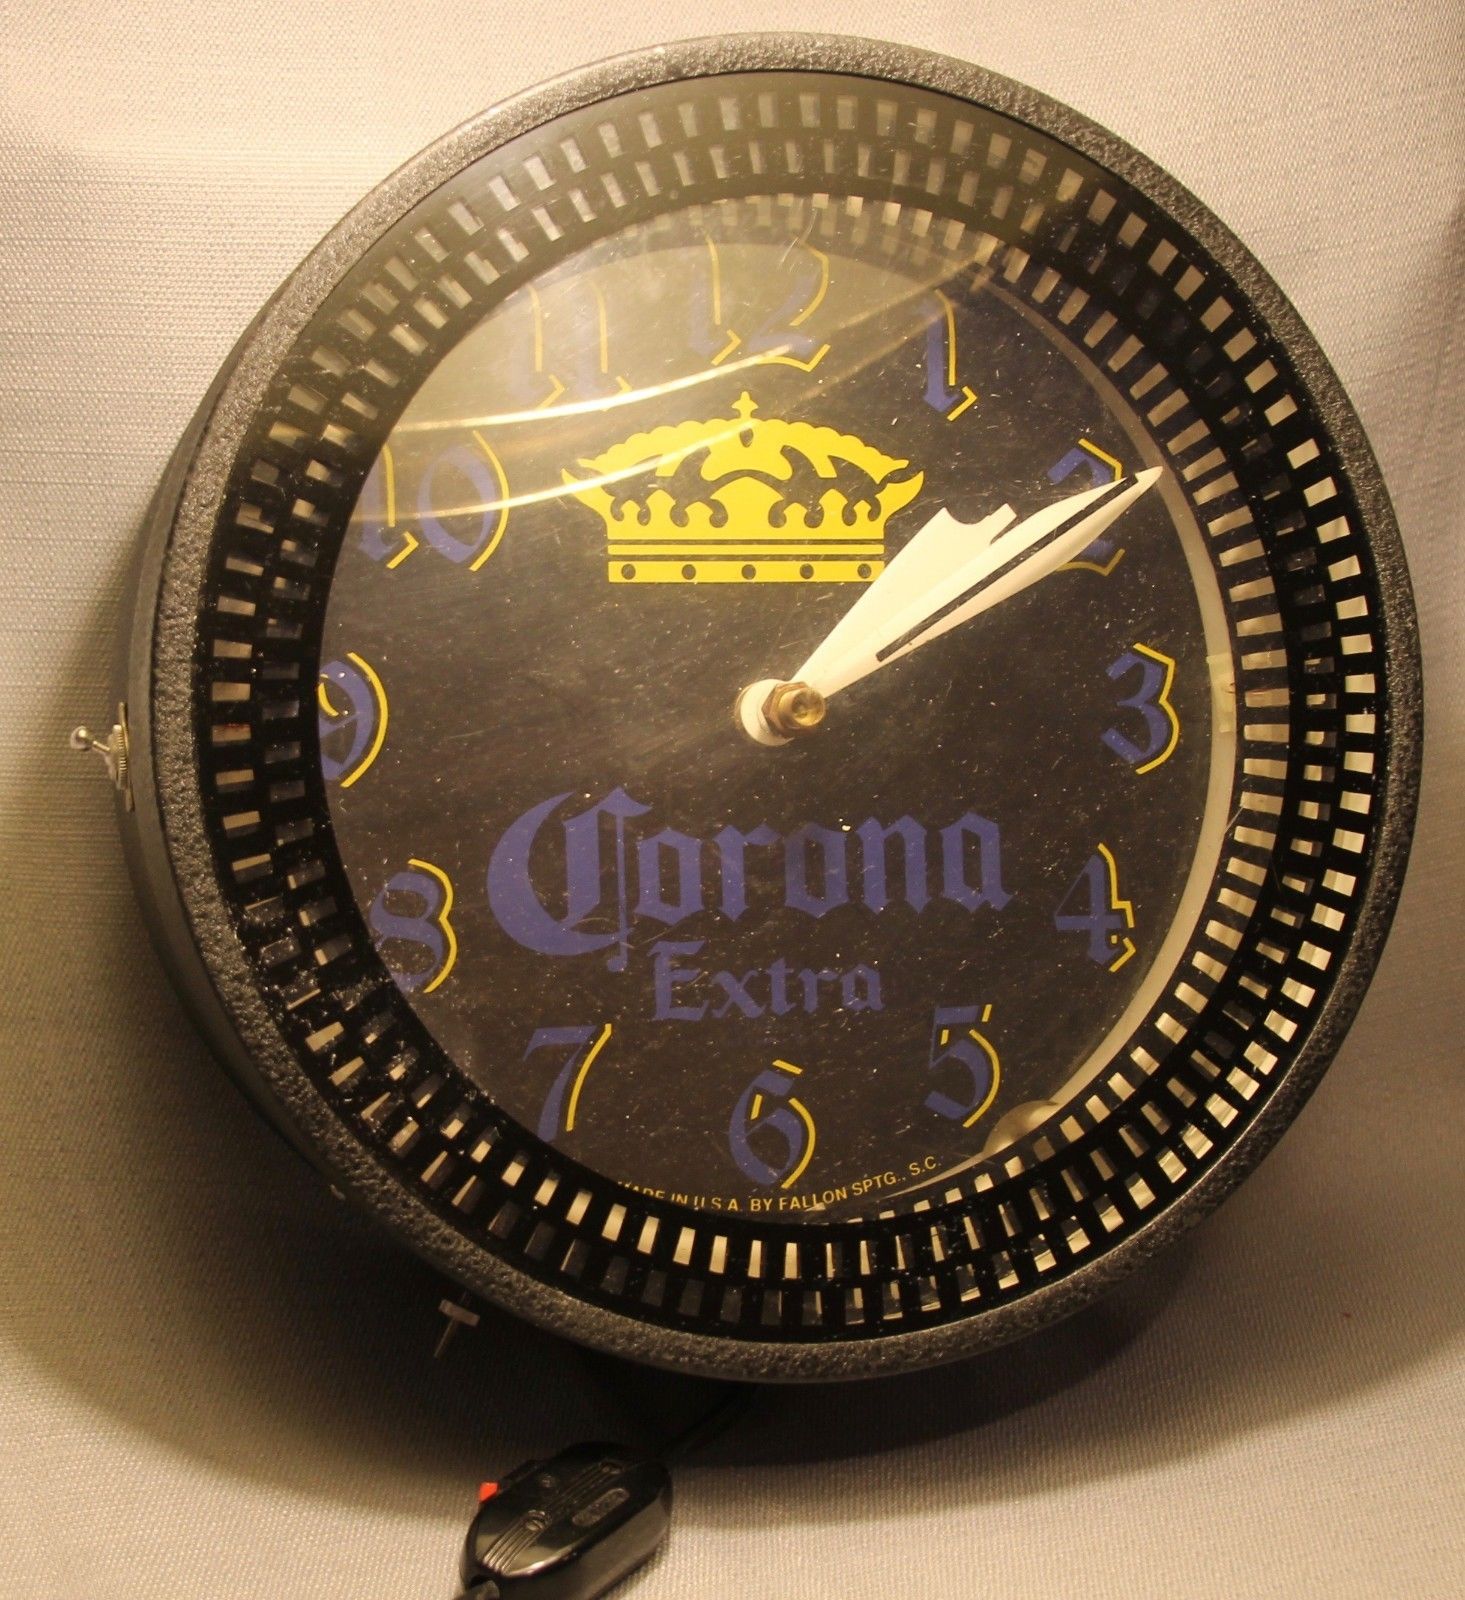 12
11 1
10 2
9 3
Corona
8 4
Extra
7 5
6
MADE IN U.S.A. BY FALLON SPTG., S.C.